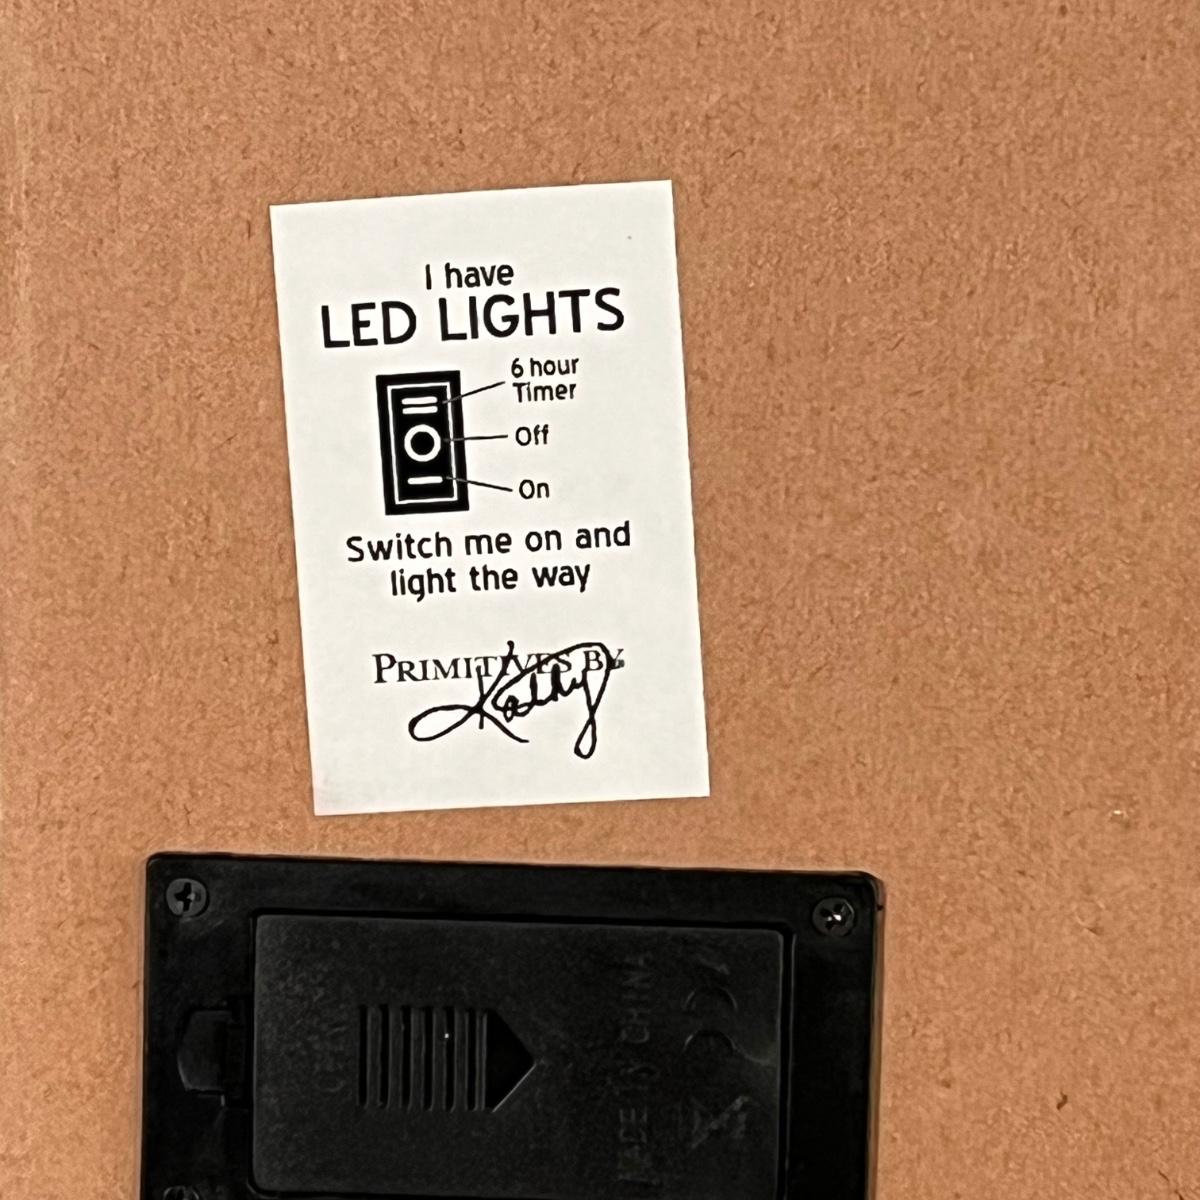 I have
LED LIGHTS
6 hour
Timer
Off
On
Switch me on and
light the way
PRIMITIVES BY
Kathy
MADE IN CHINA